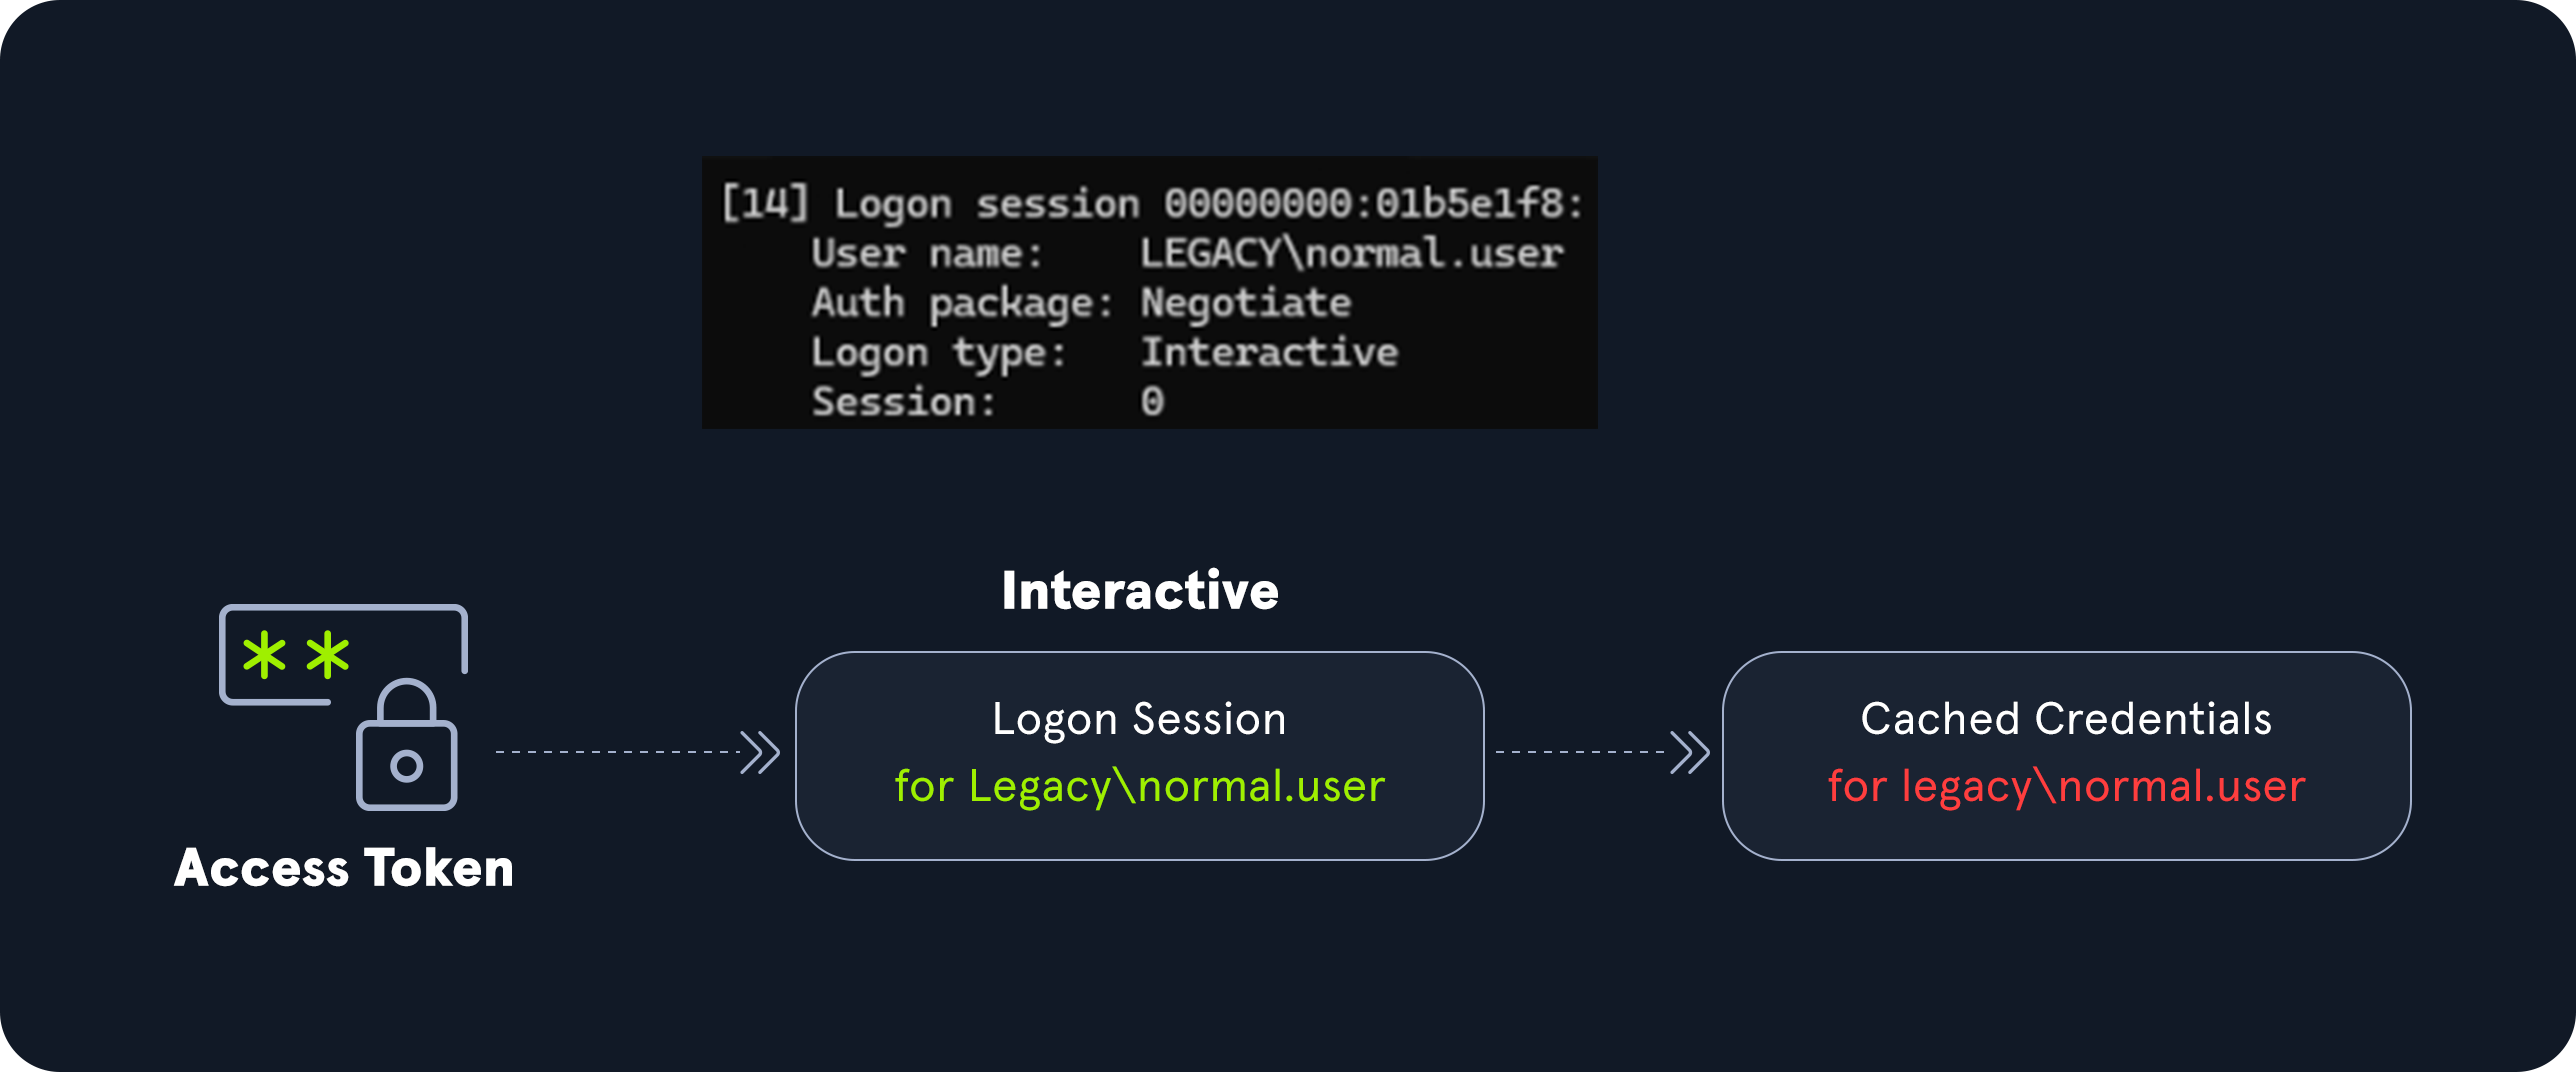 [14] Logon session 00000000:01b5e1f8:
User name: LEGACY\normal.user
Auth package: Negotiate
Logon type: Interactive
Session: 0
Interactive
**
Access Token
Logon Session
for Legacy\normal.user
Cached Credentials
for legacy\normal.user